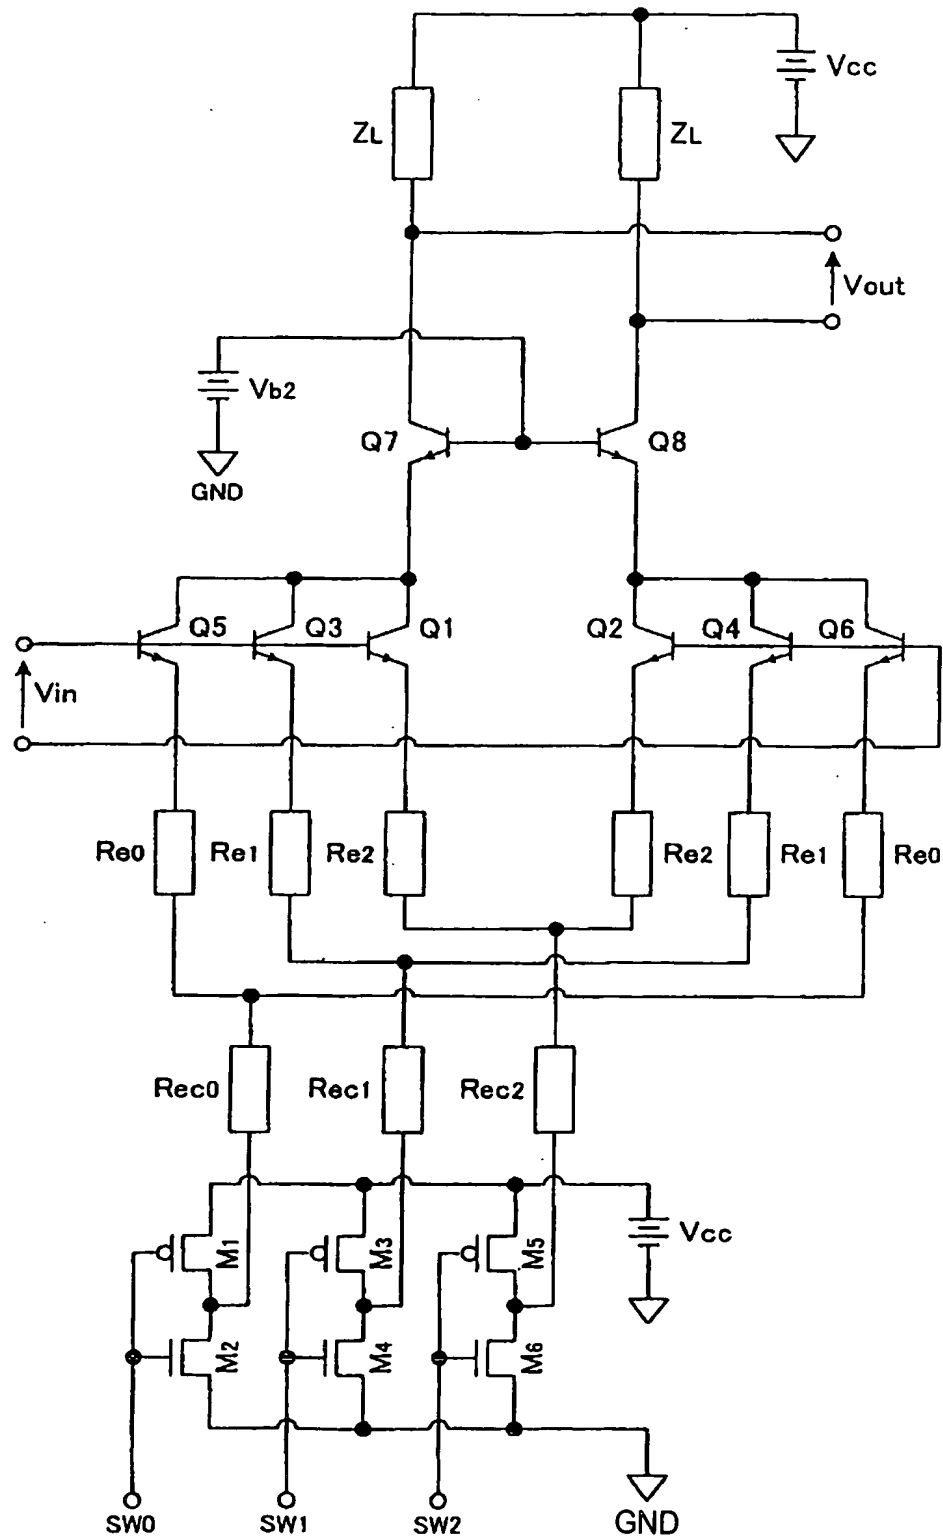 Vcc
ZL ZL
Vout
Vb2
Q7 Q8
GND
Q5 Q3 Q1 Q2 Q4 Q6
Vin
Re0 Re1 Re2 Re2 Re1 Re0
Rec0 Rec1 Rec2
M1 M3 M5 Vcc
M2 M4 M6
SW0 SW1 SW2 GND